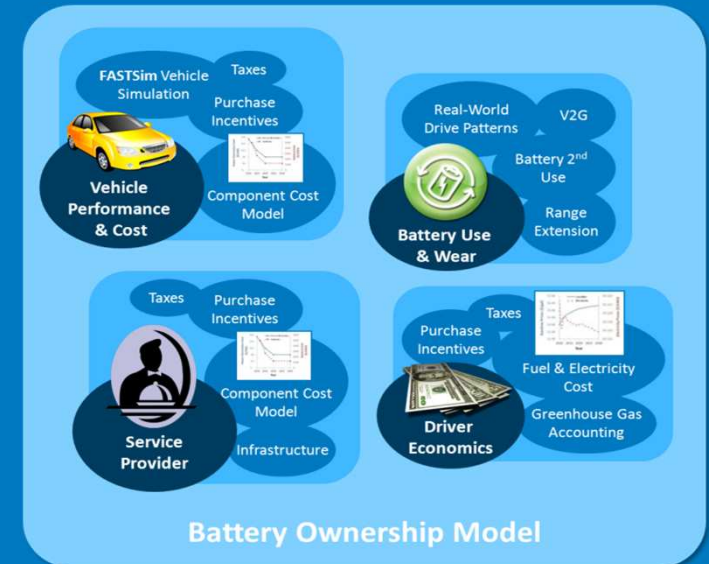 FASTSim Vehicle
Simulation
Taxes
Purchase
Incentives
Component Cost
Model
Vehicle
Performance
& Cost
Real-World
Drive Patterns
V2G
Battery 2nd
Use
Range
Extension
Battery Use
& Wear
Taxes
Purchase
Incentives
Component Cost
Model
Infrastructure
Service
Provider
Taxes
Purchase
Incentives
Fuel & Electricity
Cost
Greenhouse Gas
Accounting
Driver
Economics
Battery Ownership Model